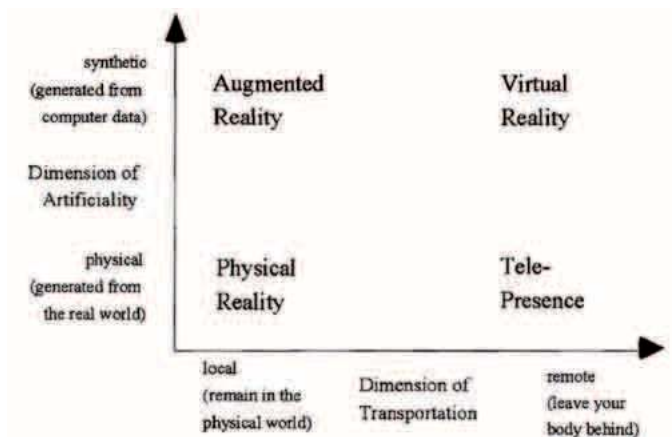 synthetic
(generated from
computer data)
Augmented
Reality
Virtual
Reality
Dimension of
Artificiality
physical
(generated from
the real world)
Physical
Reality
Tele-
Presence
local
(remain in the
physical world)
Dimension of
Transportation
remote
(leave your
body behind)